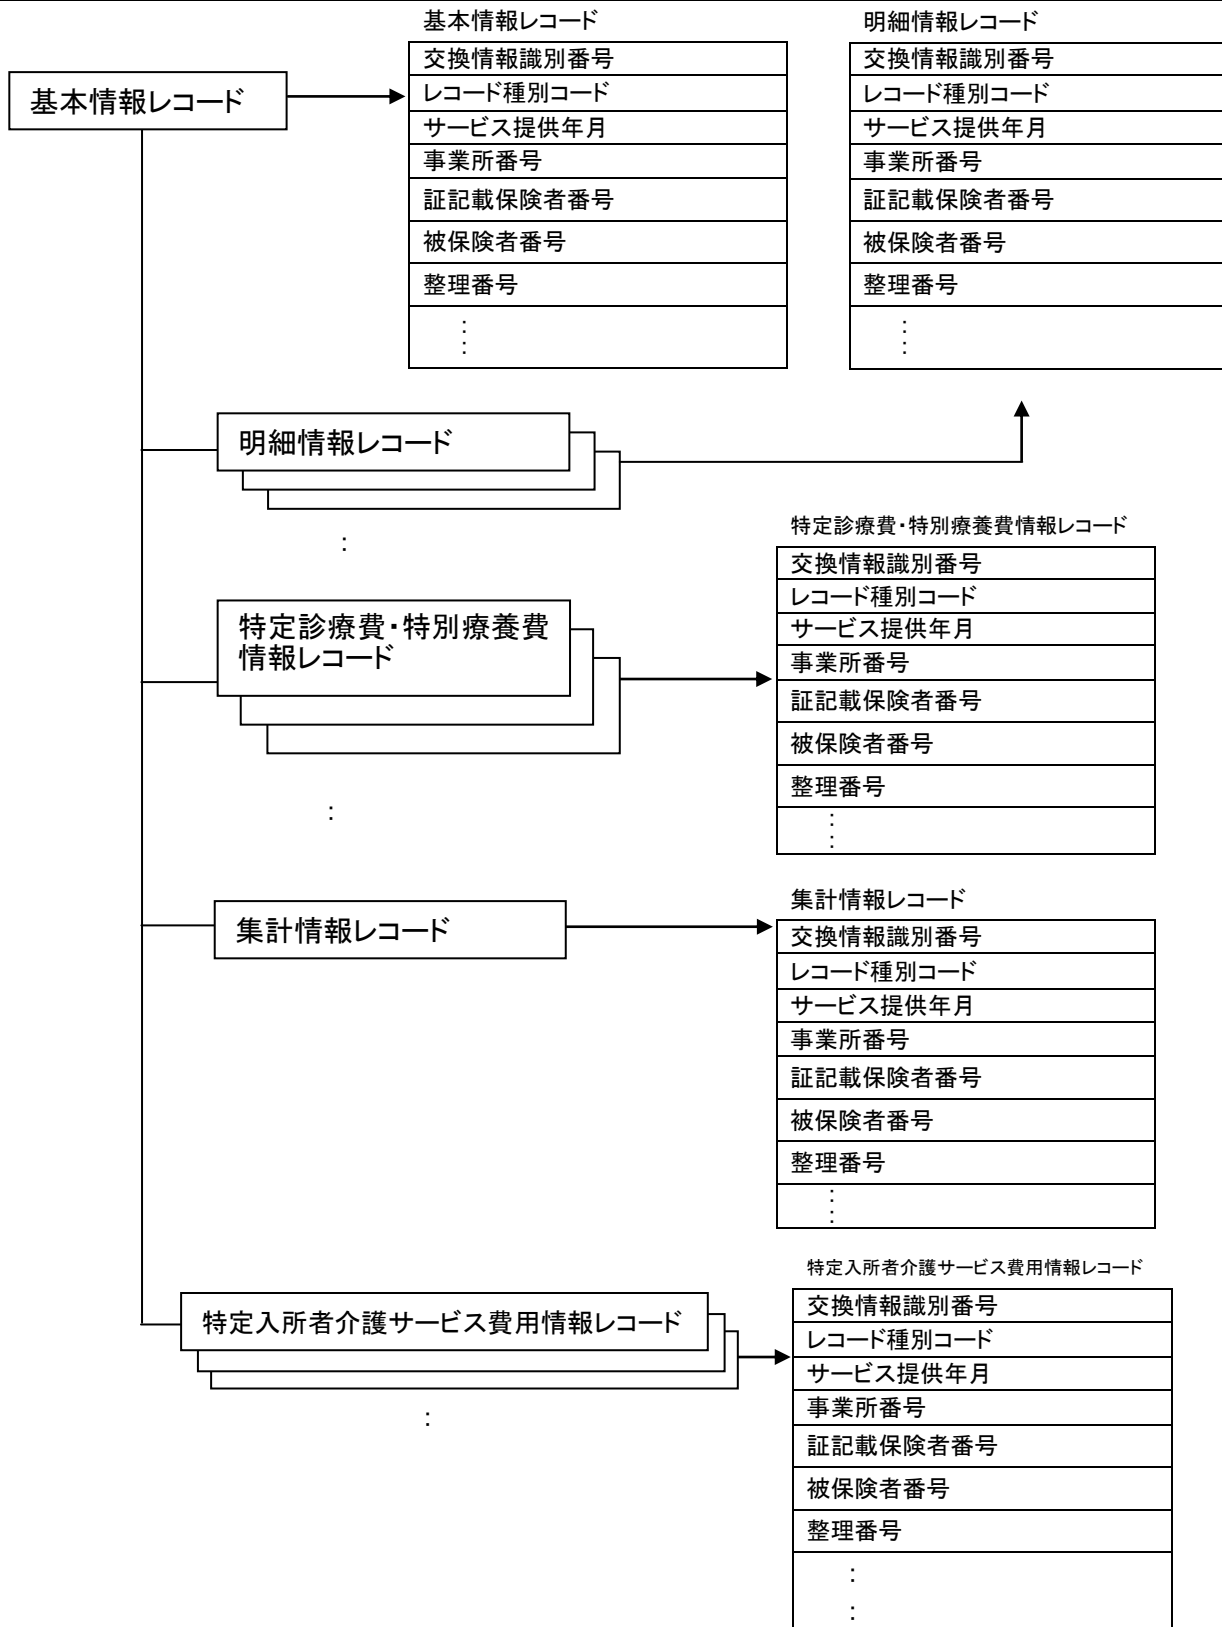 基本情報レコード
基本情報レコード
交換情報識別番号
レコード種別コード
サービス提供年月
事業所番号
証記載保険者番号
被保険者番号
整理番号
:
:
明細情報レコード
交換情報識別番号
レコード種別コード
サービス提供年月
事業所番号
証記載保険者番号
被保険者番号
整理番号
:
:
明細情報レコード
:
特定診療費・特別療養費
情報レコード
:
特定診療費・特別療養費情報レコード
交換情報識別番号
レコード種別コード
サービス提供年月
事業所番号
証記載保険者番号
被保険者番号
整理番号
:
:
集計情報レコード
集計情報レコード
交換情報識別番号
レコード種別コード
サービス提供年月
事業所番号
証記載保険者番号
被保険者番号
整理番号
:
:
特定入所者介護サービス費用情報レコード
:
特定入所者介護サービス費用情報レコード
交換情報識別番号
レコード種別コード
サービス提供年月
事業所番号
証記載保険者番号
被保険者番号
整理番号
:
: